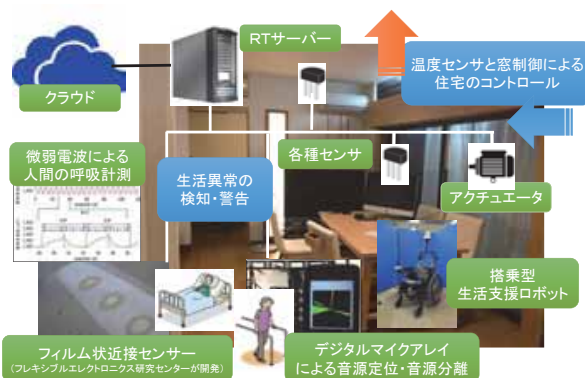 RTサーバー
クラウド
温度センサと窓制御による
住宅のコントロール
微弱電波による
人間の呼吸計測
生活異常の
検知・警告
各種センサ
アクチュエータ
搭乗型
生活支援ロボット
フィルム状近接センサー
(フレキシブルエレクトロニクス研究センターが開発)
デジタルマイクアレイ
による音源定位・音源分離